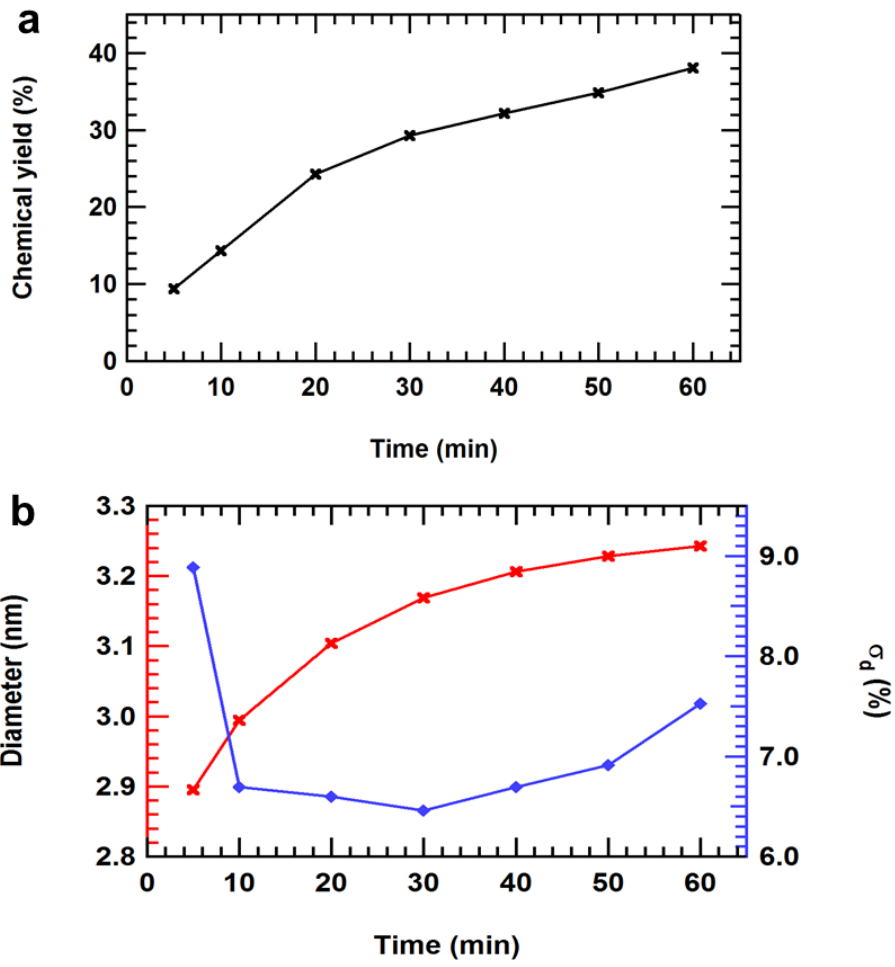 a
Chemical yield (%)
40
30
20
10
0
0 10 20 30 40 50 60
Time (min)
b
Diameter (nm)
3.3
3.2
3.1
3.0
2.9
2.8
9.0
8.0
7.0
6.0
σd (%)
0 10 20 30 40 50 60
Time (min)